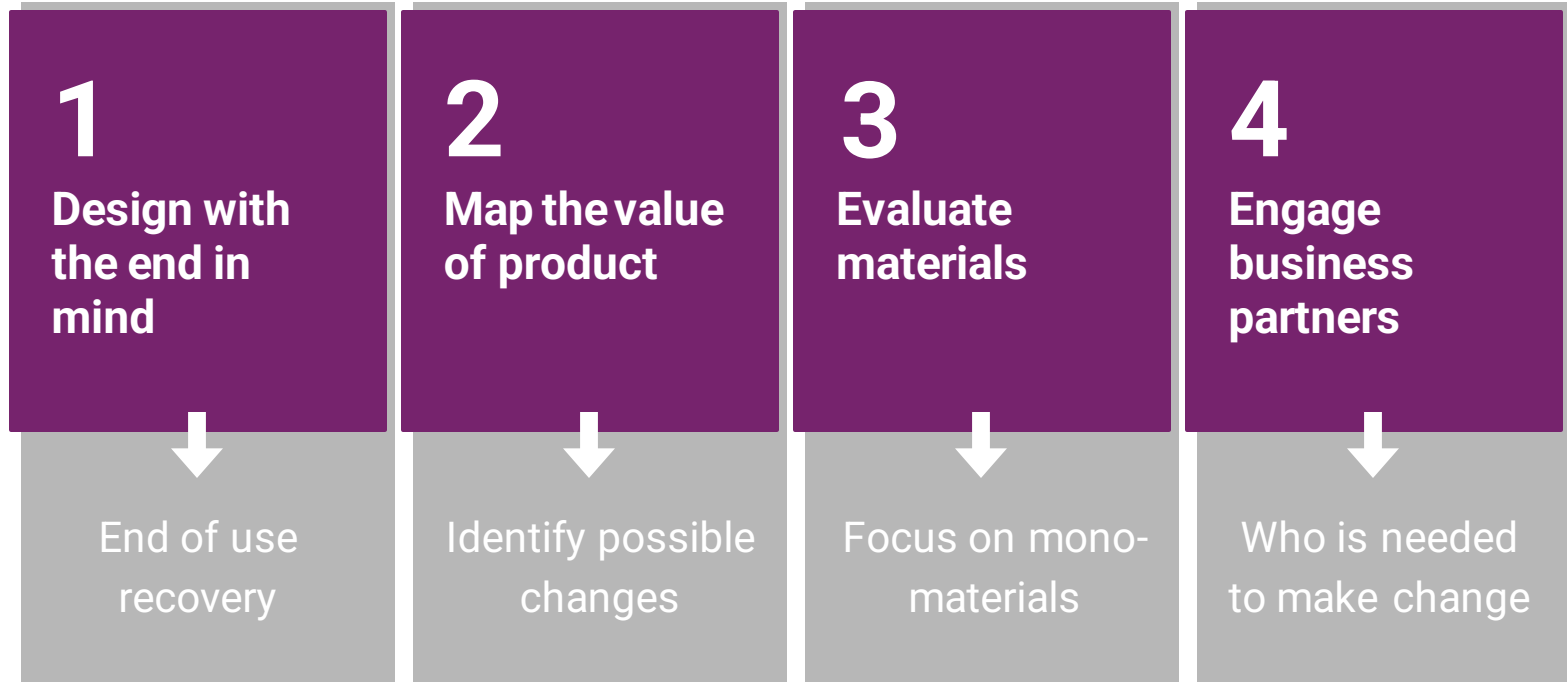 1
Design with
the end in
mind
End of use
recovery
2
Map the value
of product
Identify possible
changes
3
Evaluate
materials
Focus on mono-
materials
4
Engage
business
partners
Who is needed
to make change